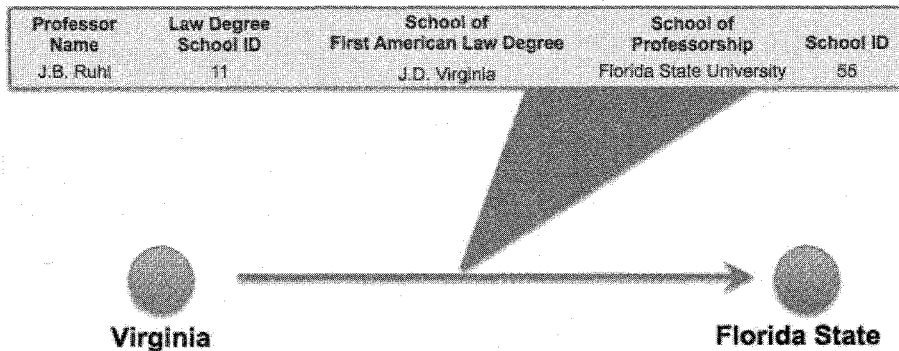 Professor Name Law Degree School ID School of First American Law Degree School of Professorship School ID
J.B. Ruhl 11 J.D. Virginia Florida State University 55
Virginia Florida State